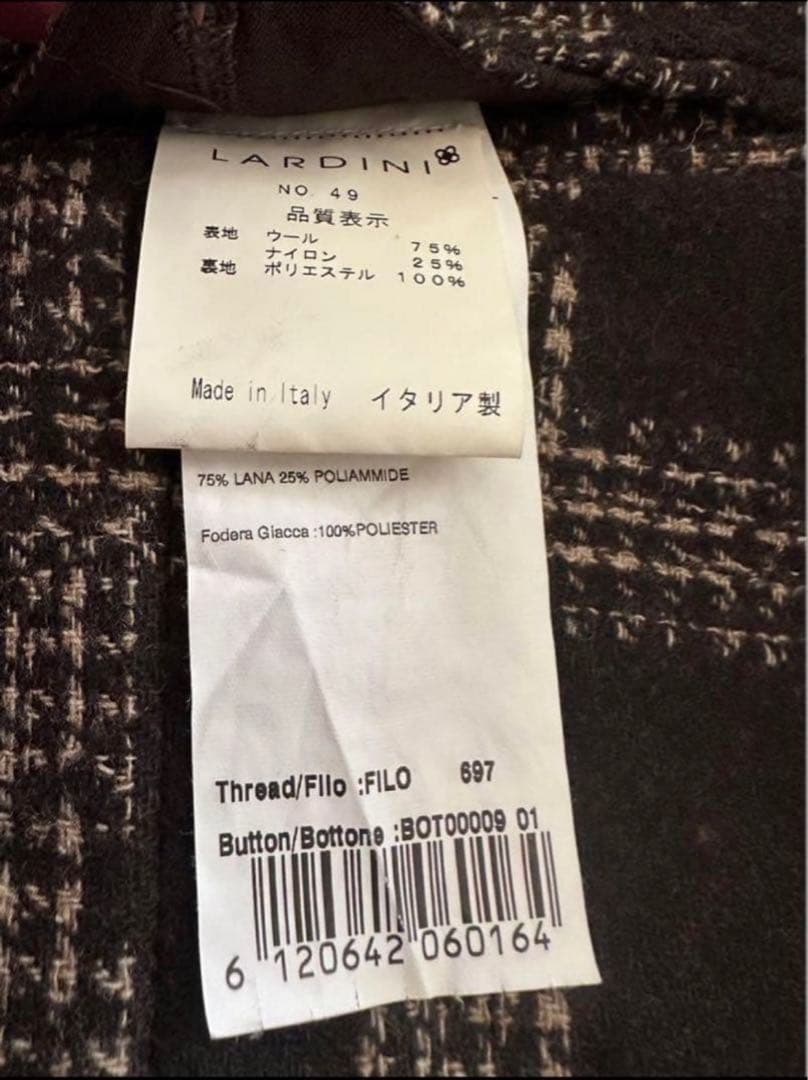 LARDINI
NO. 49
品質表示
表地 ウール 75%
ナイロン 25%
裏地 ポリエステル 100%
Made in Italy イタリア製
75% LANA 25% POLIAMMIDE
Fodera Giacca :100%POLIESTER
Thread/Filo :FILO 697
Button/Bottone :BOT00009 01
6 120642 060164